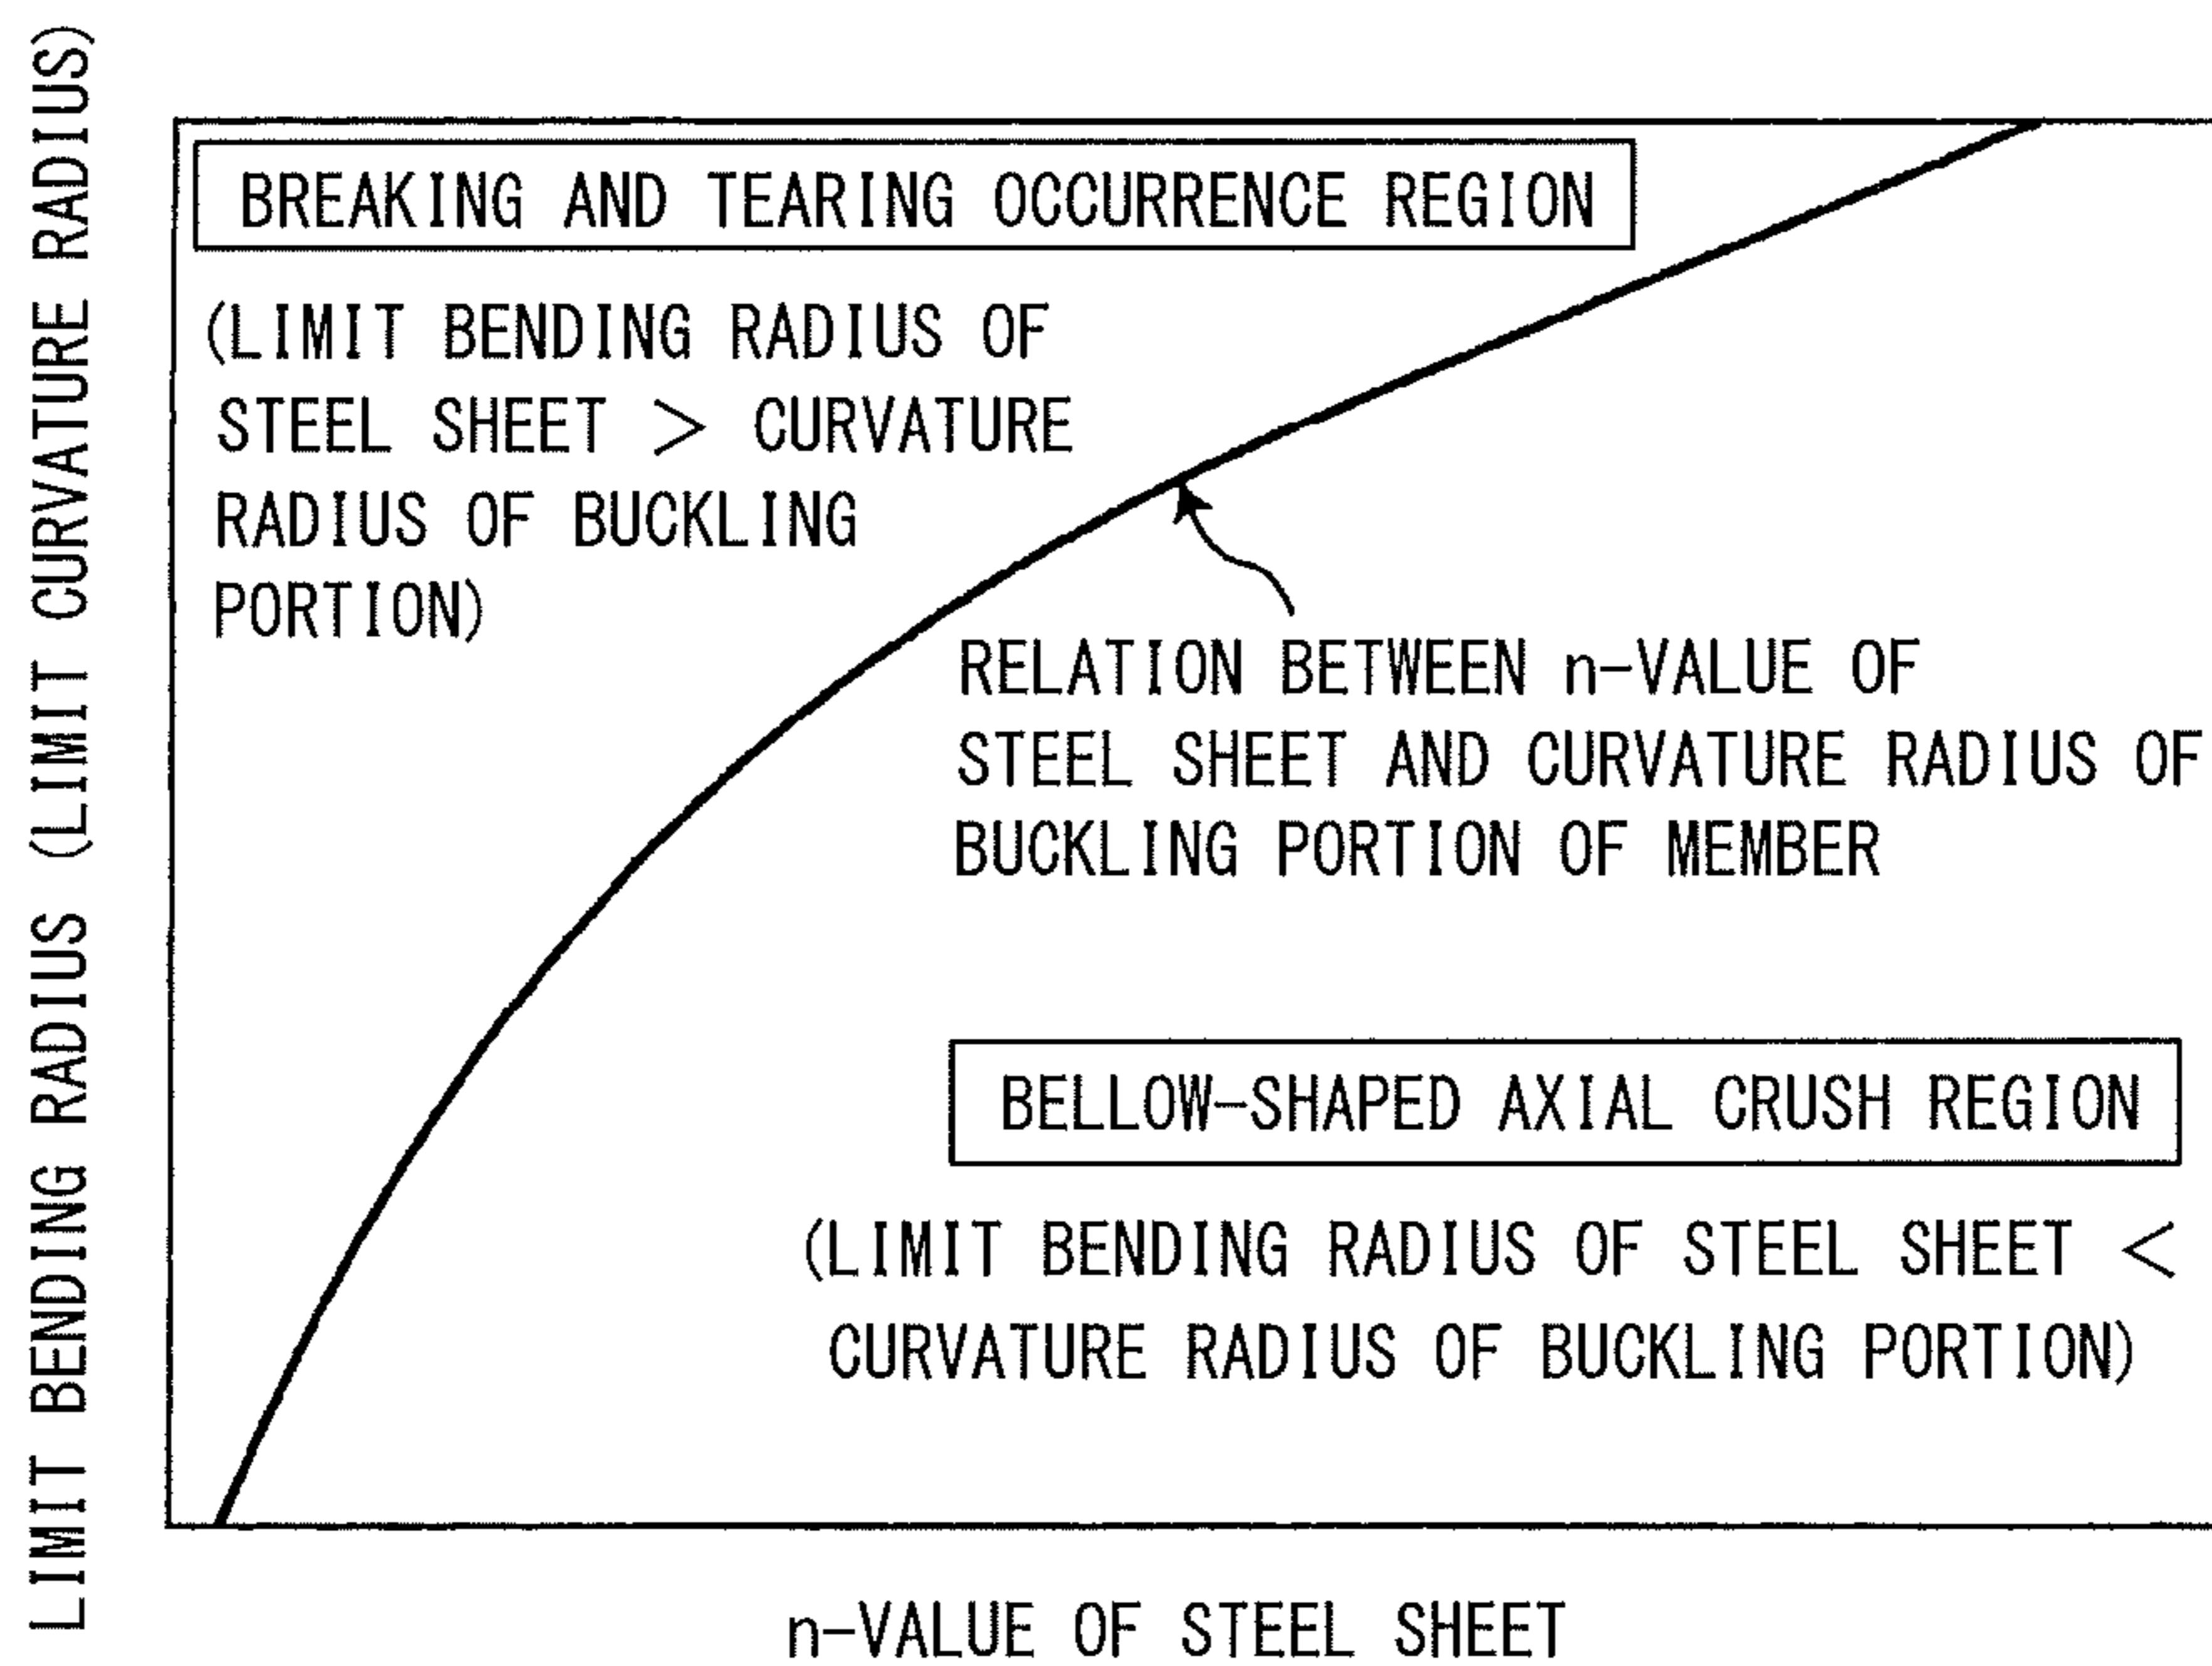 LIMIT BENDING RADIUS (LIMIT CURVATURE RADIUS)
BREAKING AND TEARING OCCURRENCE REGION
(LIMIT BENDING RADIUS OF
STEEL SHEET > CURVATURE
RADIUS OF BUCKLING
PORTION)
RELATION BETWEEN n-VALUE OF
STEEL SHEET AND CURVATURE RADIUS OF
BUCKLING PORTION OF MEMBER
BELLOW-SHAPED AXIAL CRUSH REGION
(LIMIT BENDING RADIUS OF STEEL SHEET <
CURVATURE RADIUS OF BUCKLING PORTION)
n-VALUE OF STEEL SHEET